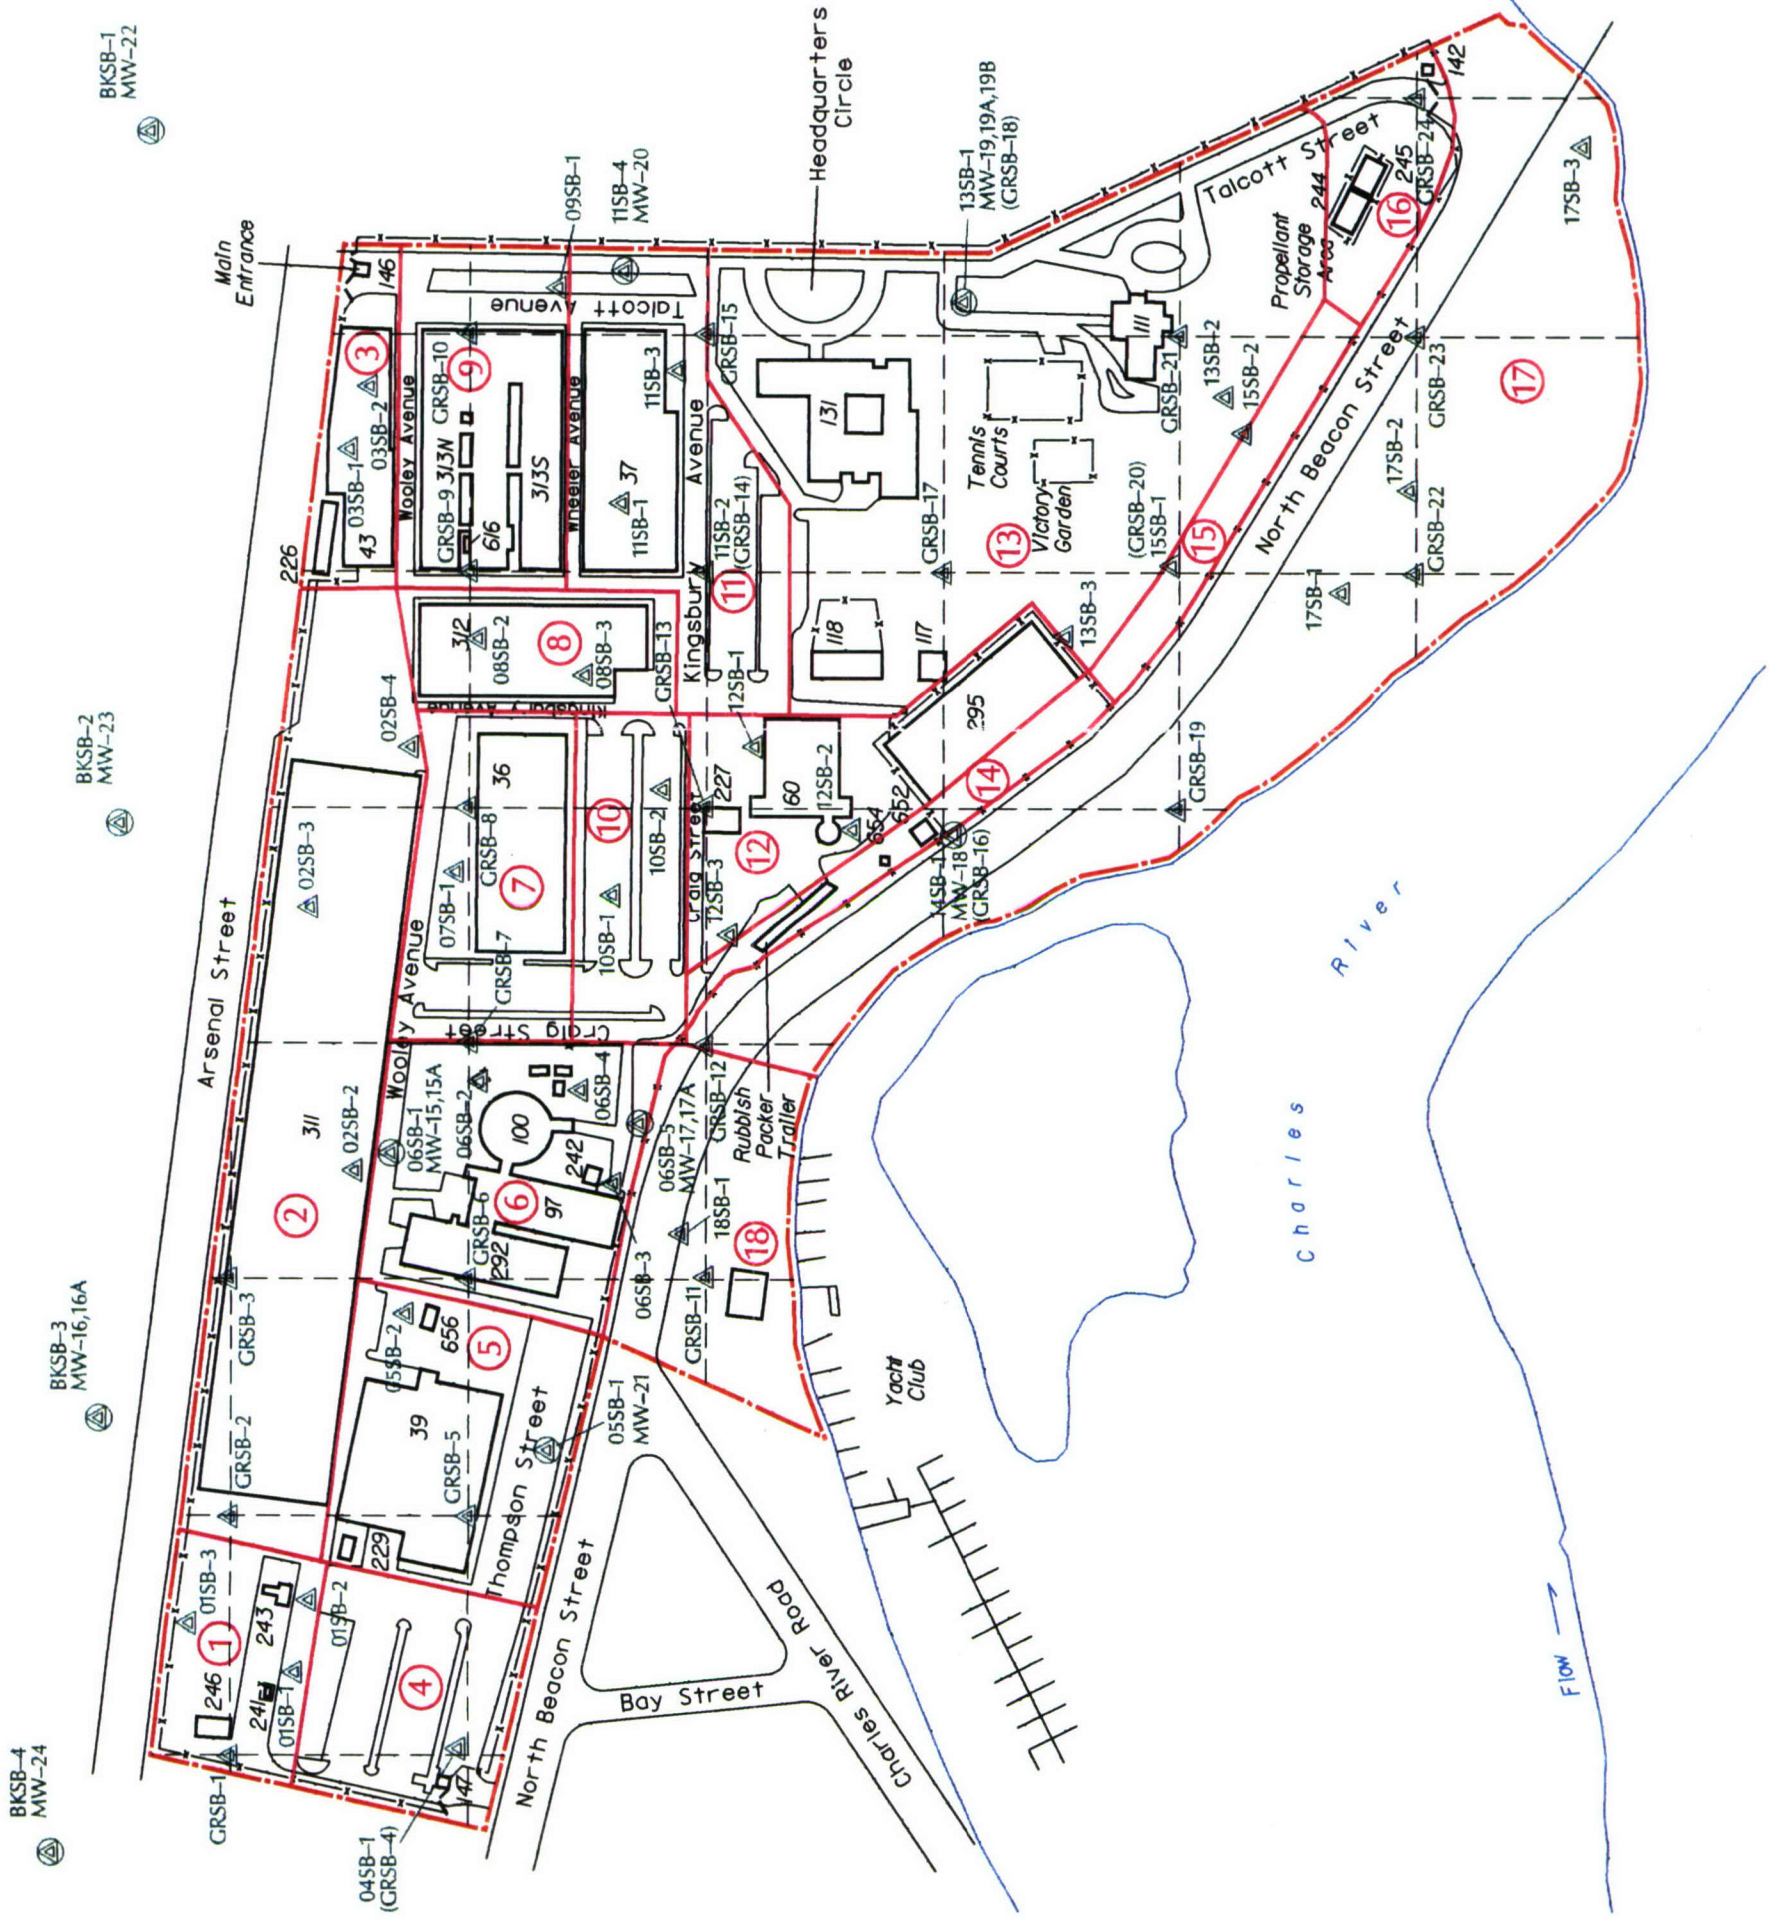 BKSB-4
MW-24
BKSB-3
MW-16,16A
BKSB-2
MW-23
BKSB-1
MW-22
Arsenal Street
Main
Entrance
GRSB-1
246
241
243
1
01SB-1
01SB-2
01SB-3
GRSB-2
GRSB-3
2
311
02SB-2
02SB-3
02SB-4
226
43
03SB-1
03SB-2
3
146
04SB-1
(GRSB-4)
147
4
229
39
GRSB-5
05SB-2
656
5
Thompson Street
05SB-1
MW-21
Wooley Avenue
06SB-1
MW-15,15A
06SB-2
GRSB-6
292
6
97
100
242
06SB-4
06SB-3
06SB-5
MW-17,17A
Craig Street
GRSB-7
07SB-1
GRSB-8
36
7
10SB-1
10
10SB-2
Craig Street
Kingsbury Avenue
312
08SB-2
8
08SB-3
GRSB-13
Wooley Avenue
GRSB-9
313N
GRSB-10
9
616
313S
Wheeler Avenue
Talcott
Avenue
09SB-1
11SB-4
MW-20
37
11SB-1
11SB-3
Kingsbury Avenue
11SB-2
(GRSB-14)
11
GRSB-15
12SB-1
12SB-2
12SB-3
12
227
60
654
652
Headquarters
Circle
131
118
117
GRSB-17
13
Tennis
Courts
Victory
Garden
13SB-1
MW-19,19A,19B
(GRSB-18)
111
GRSB-21
13SB-2
13SB-3
295
14
14SB-1
MW-18
(GRSB-16)
(GRSB-20)
15SB-1
15
15SB-2
Talcott Street
Propellant
Storage
Area
244
245
16
GRSB-24
142
North Beacon Street
17SB-1
GRSB-22
17SB-2
GRSB-23
17
17SB-3
GRSB-19
Rubbish
Packer
Trailer
GRSB-12
18SB-1
18
GRSB-11
North Beacon Street
Bay Street
Charles River Road
Yacht
Club
Charles River
Flow